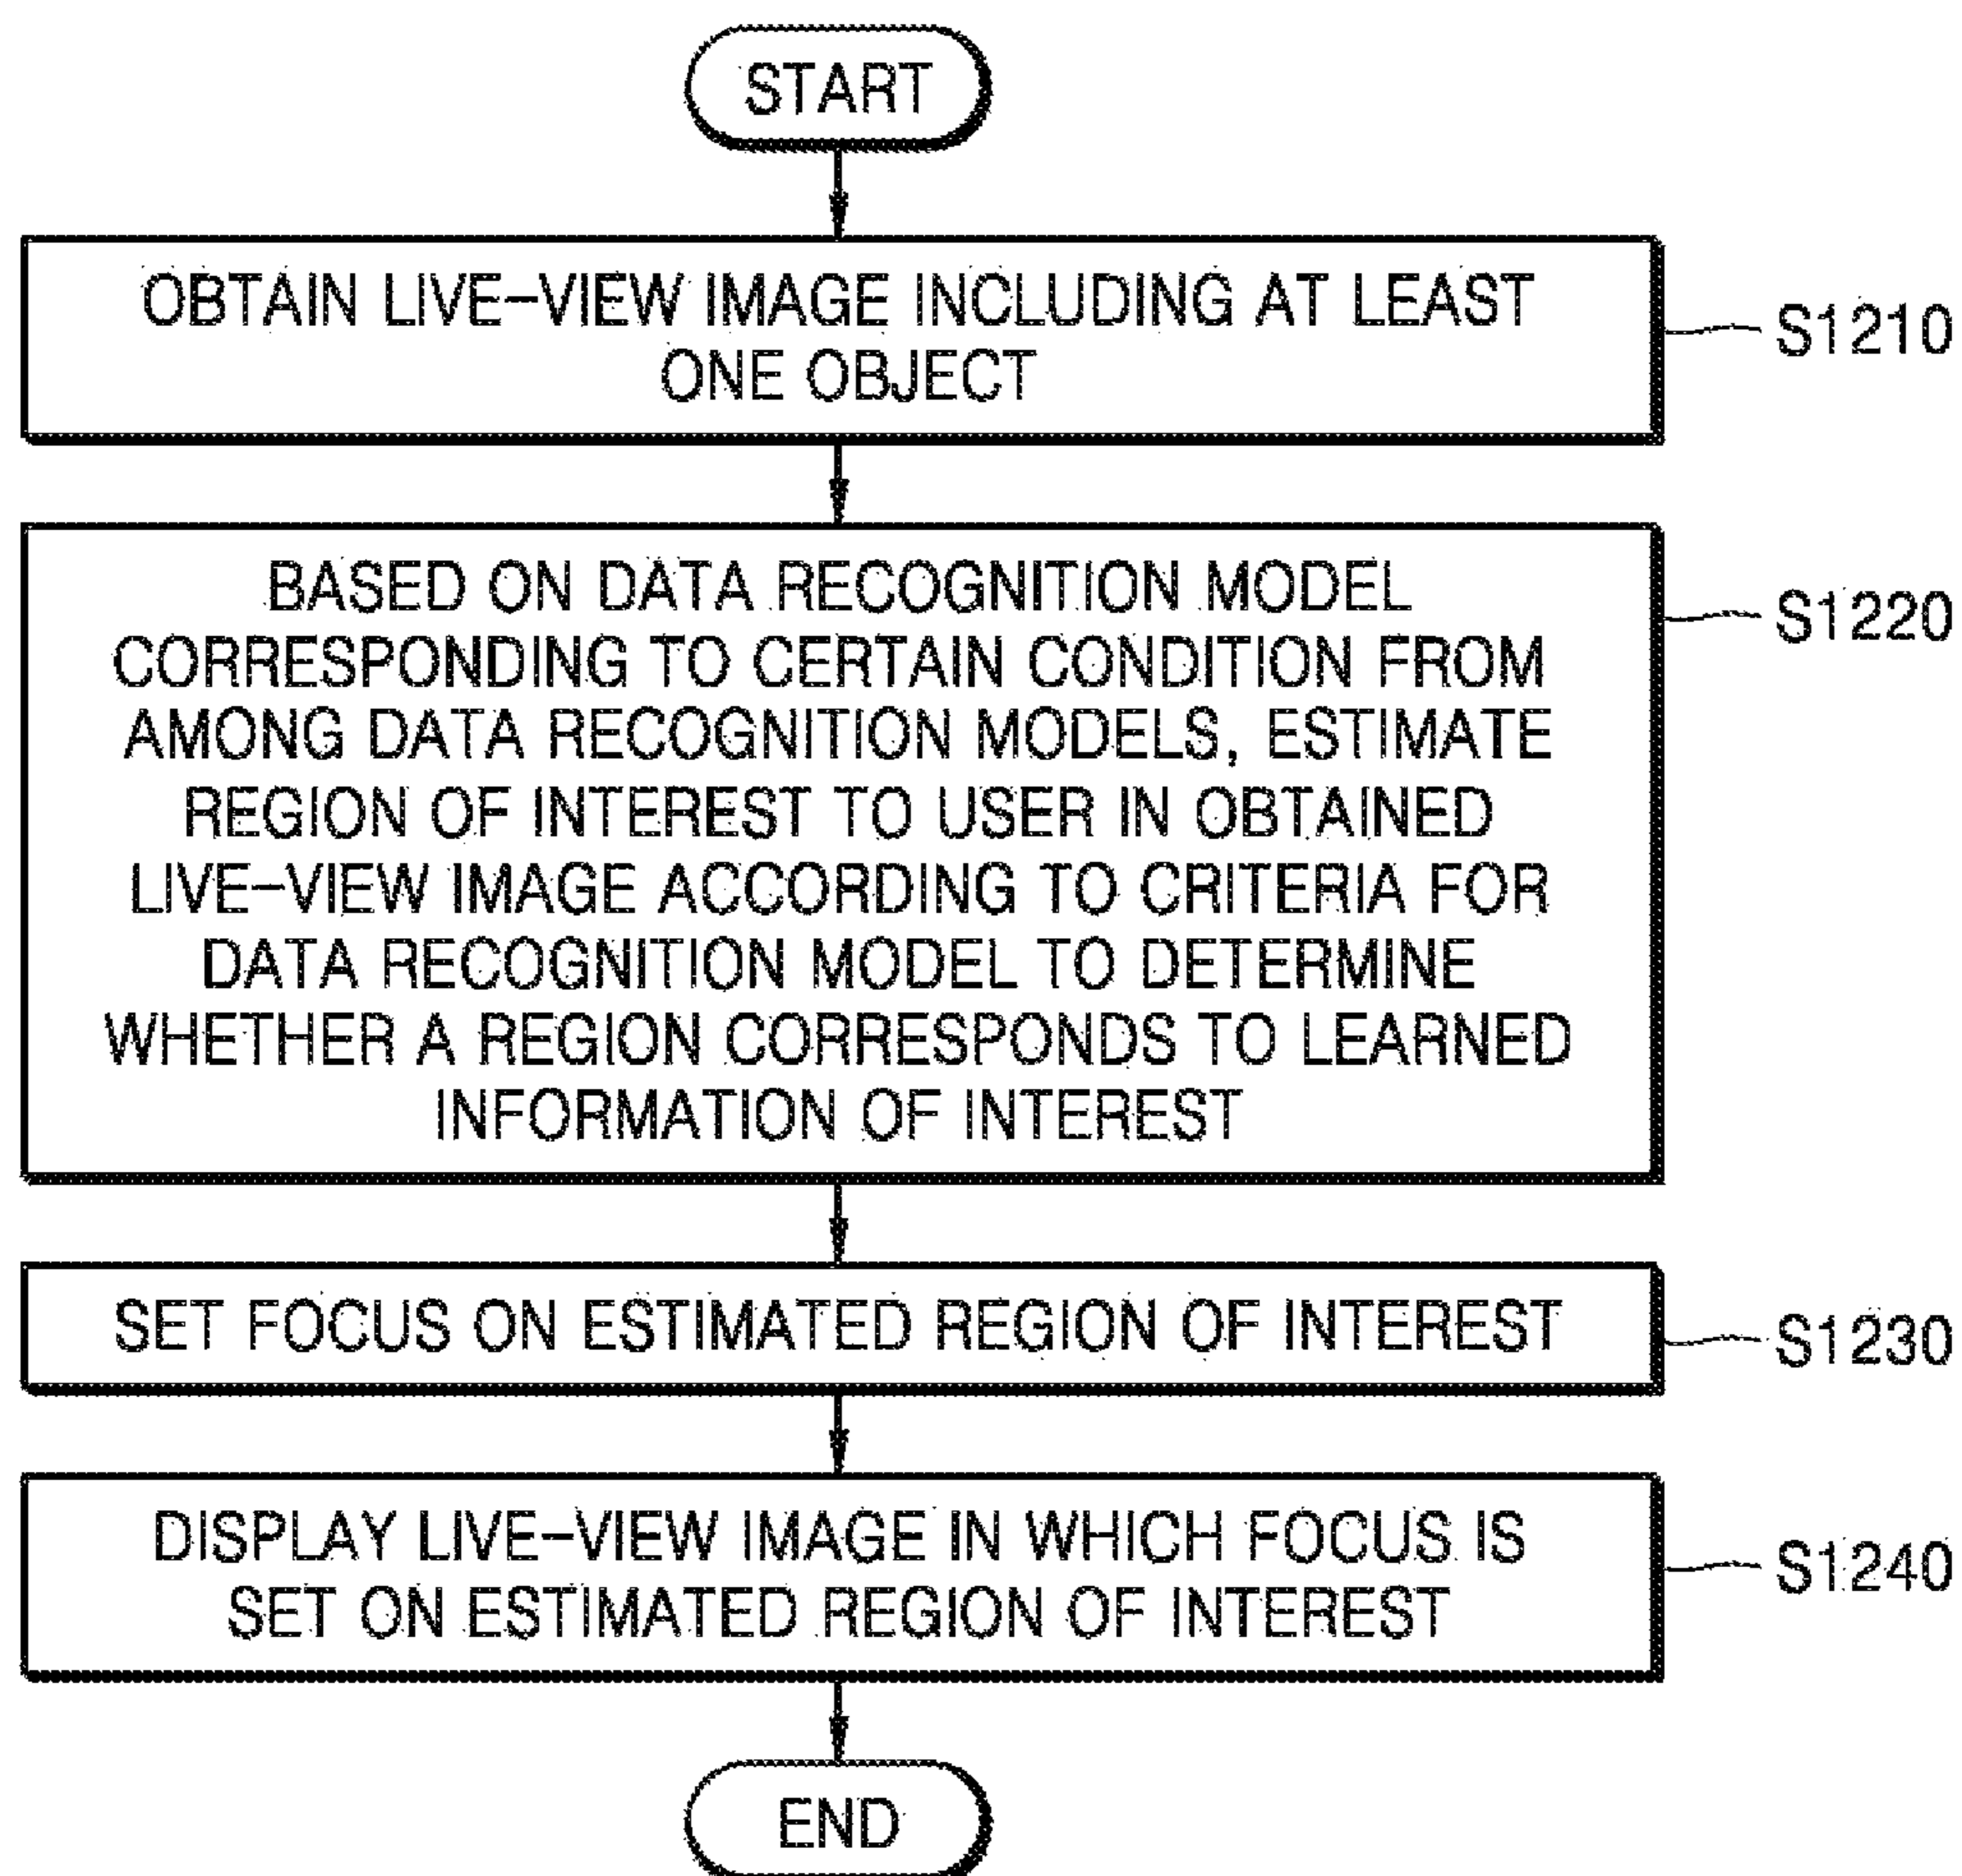 START
OBTAIN LIVE-VIEW IMAGE INCLUDING AT LEAST
ONE OBJECT
S1210
BASED ON DATA RECOGNITION MODEL
CORRESPONDING TO CERTAIN CONDITION FROM
AMONG DATA RECOGNITION MODELS, ESTIMATE
REGION OF INTEREST TO USER IN OBTAINED
LIVE-VIEW IMAGE ACCORDING TO CRITERIA FOR
DATA RECOGNITION MODEL TO DETERMINE
WHETHER A REGION CORRESPONDS TO LEARNED
INFORMATION OF INTEREST
S1220
SET FOCUS ON ESTIMATED REGION OF INTEREST
S1230
DISPLAY LIVE-VIEW IMAGE IN WHICH FOCUS IS
SET ON ESTIMATED REGION OF INTEREST
S1240
END